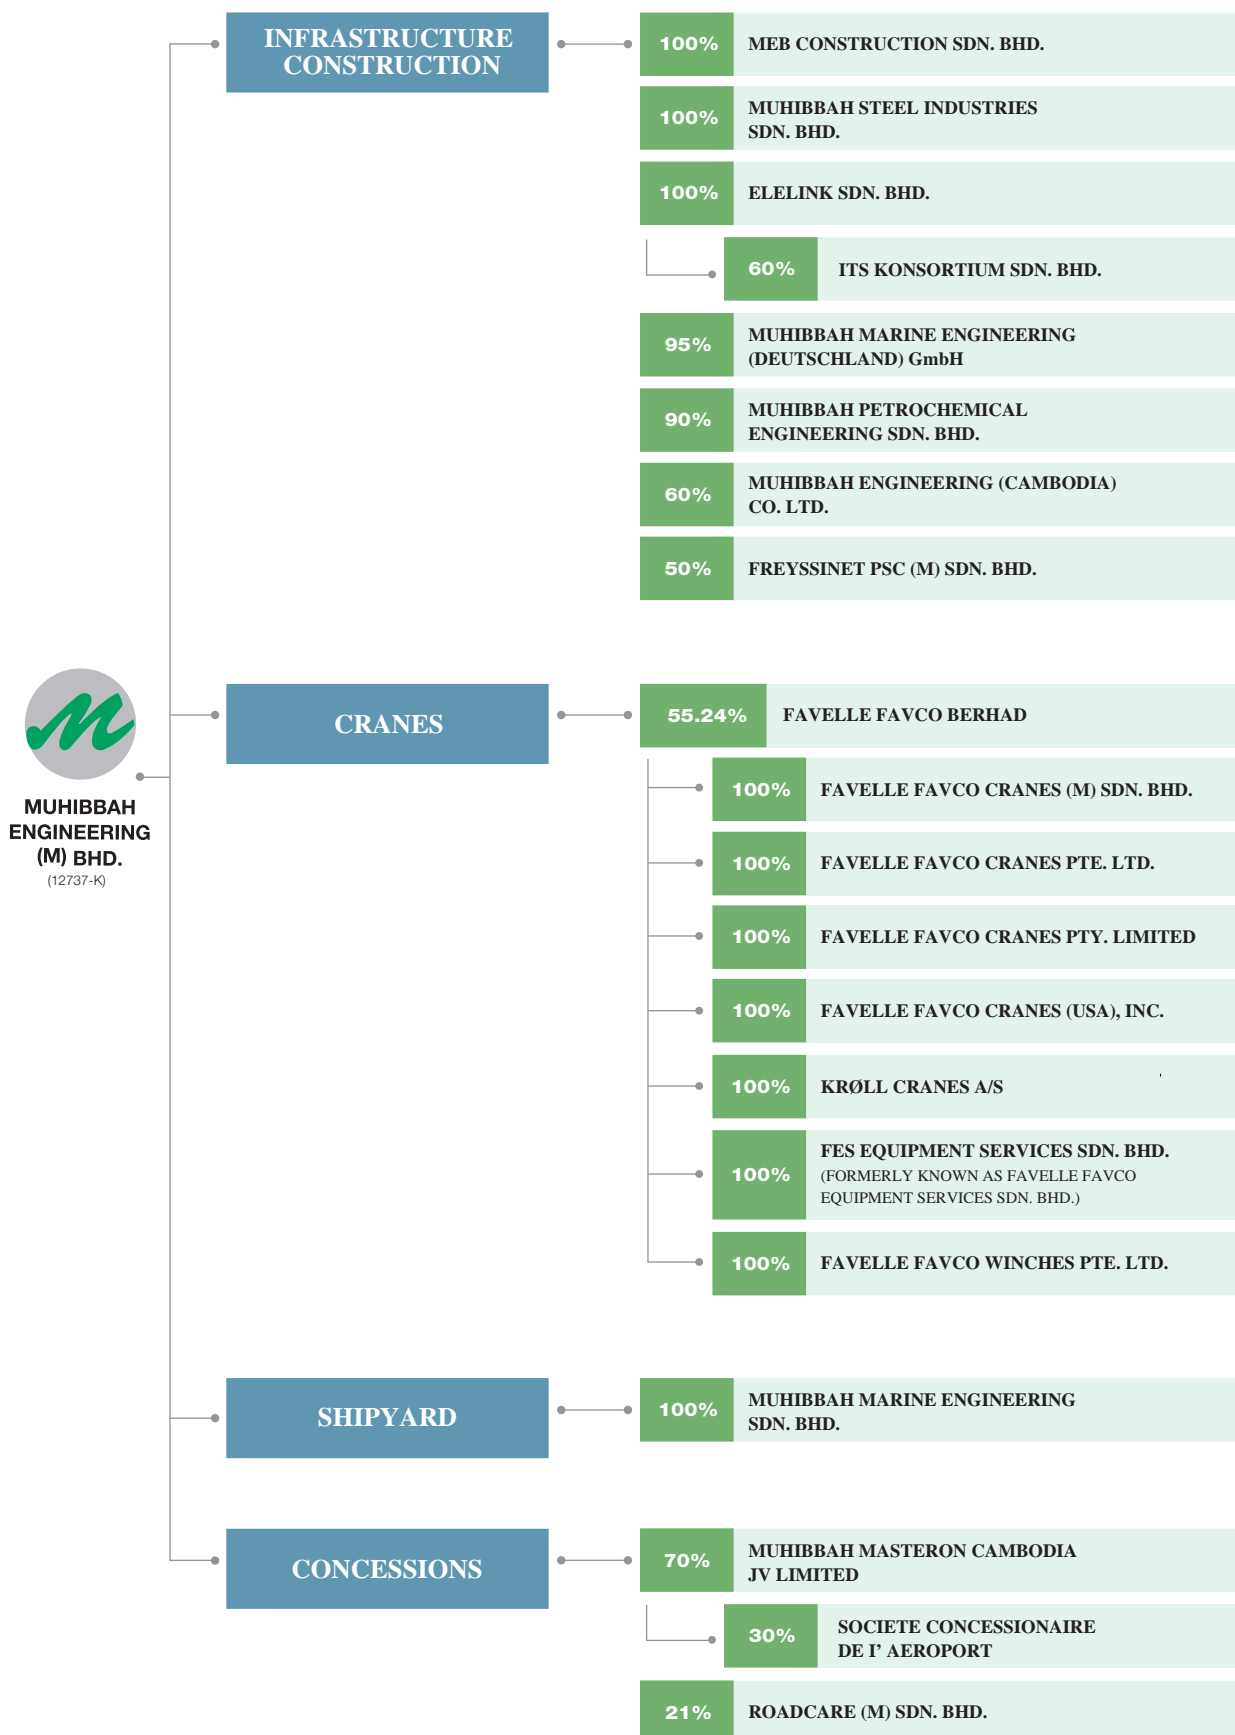 INFRASTRUCTURE
CONSTRUCTION
100%
MEB CONSTRUCTION SDN. BHD.
100%
MUHIBBAH STEEL INDUSTRIES
SDN. BHD.
100%
ELELINK SDN. BHD.
60%
ITS KONSORTIUM SDN. BHD.
95%
MUHIBBAH MARINE ENGINEERING
(DEUTSCHLAND) GmbH
90%
MUHIBBAH PETROCHEMICAL
ENGINEERING SDN. BHD.
60%
MUHIBBAH ENGINEERING (CAMBODIA)
CO. LTD.
50%
FREYSSINET PSC (M) SDN. BHD.
MUHIBBAH
ENGINEERING
(M) BHD.
(12737-K)
CRANES
55.24%
FAVELLE FAVCO BERHAD
100%
FAVELLE FAVCO CRANES (M) SDN. BHD.
100%
FAVELLE FAVCO CRANES PTE. LTD.
100%
FAVELLE FAVCO CRANES PTY. LIMITED
100%
FAVELLE FAVCO CRANES (USA), INC.
100%
KRØLL CRANES A/S
100%
FES EQUIPMENT SERVICES SDN. BHD.
(FORMERLY KNOWN AS FAVELLE FAVCO
EQUIPMENT SERVICES SDN. BHD.)
100%
FAVELLE FAVCO WINCHES PTE. LTD.
SHIPYARD
100%
MUHIBBAH MARINE ENGINEERING
SDN. BHD.
CONCESSIONS
70%
MUHIBBAH MASTERON CAMBODIA
JV LIMITED
30%
SOCIETE CONCESSIONAIRE
DE I’ AEROPORT
21%
ROADCARE (M) SDN. BHD.